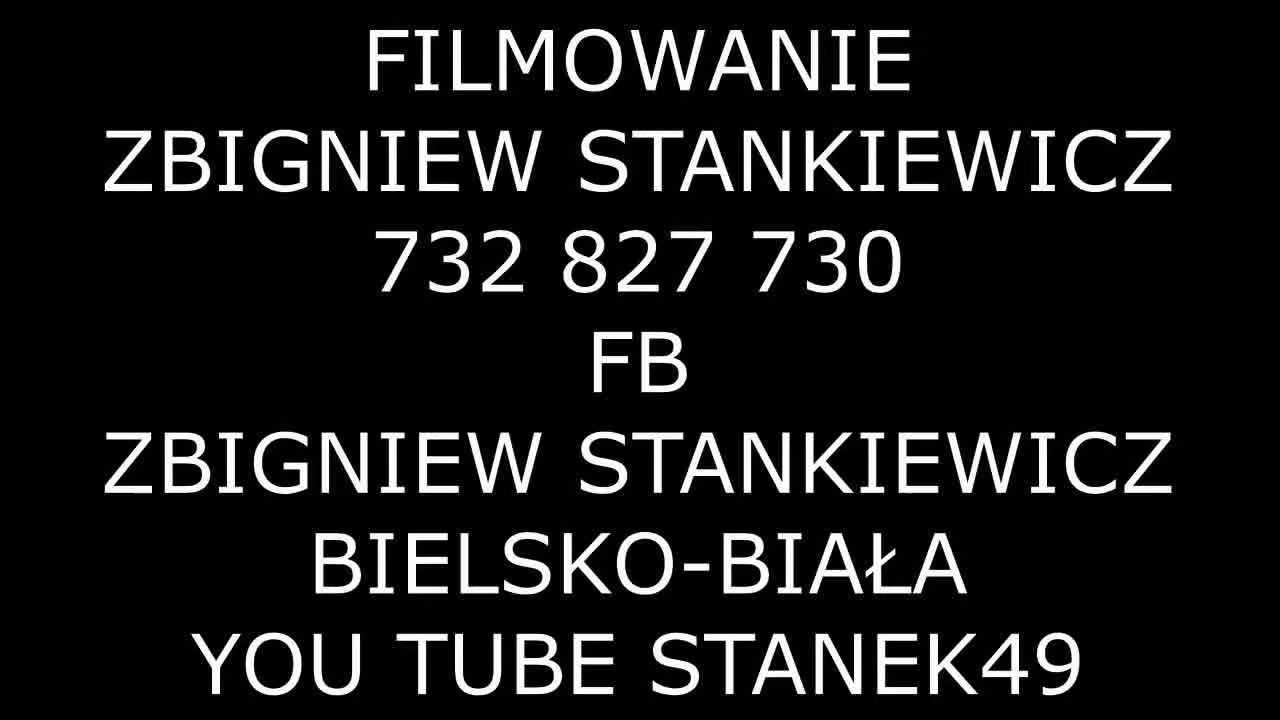 FILMOWANIE
ZBIGNIEW STANKIEWICZ
732 827 730
FB
ZBIGNIEW STANKIEWICZ
BIELSKO-BIAŁA
YOU TUBE STANEK49